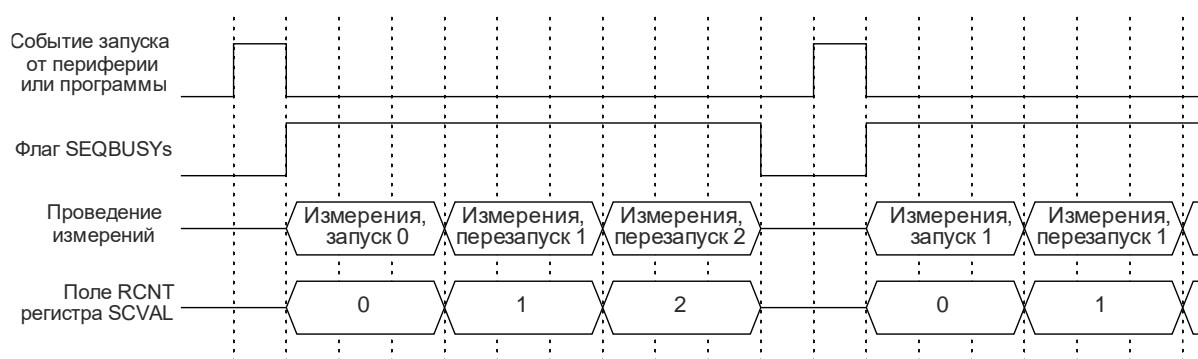 Событие запуска
от периферии
или программы
Флаг SEQBUSYs
Проведение
измерений
Измерения,
запуск 0
Измерения,
перезапуск 1
Измерения,
перезапуск 2
Измерения,
запуск 1
Измерения,
перезапуск 1
Поле RCNT
регистра SCVAL
0
1
2
0
1